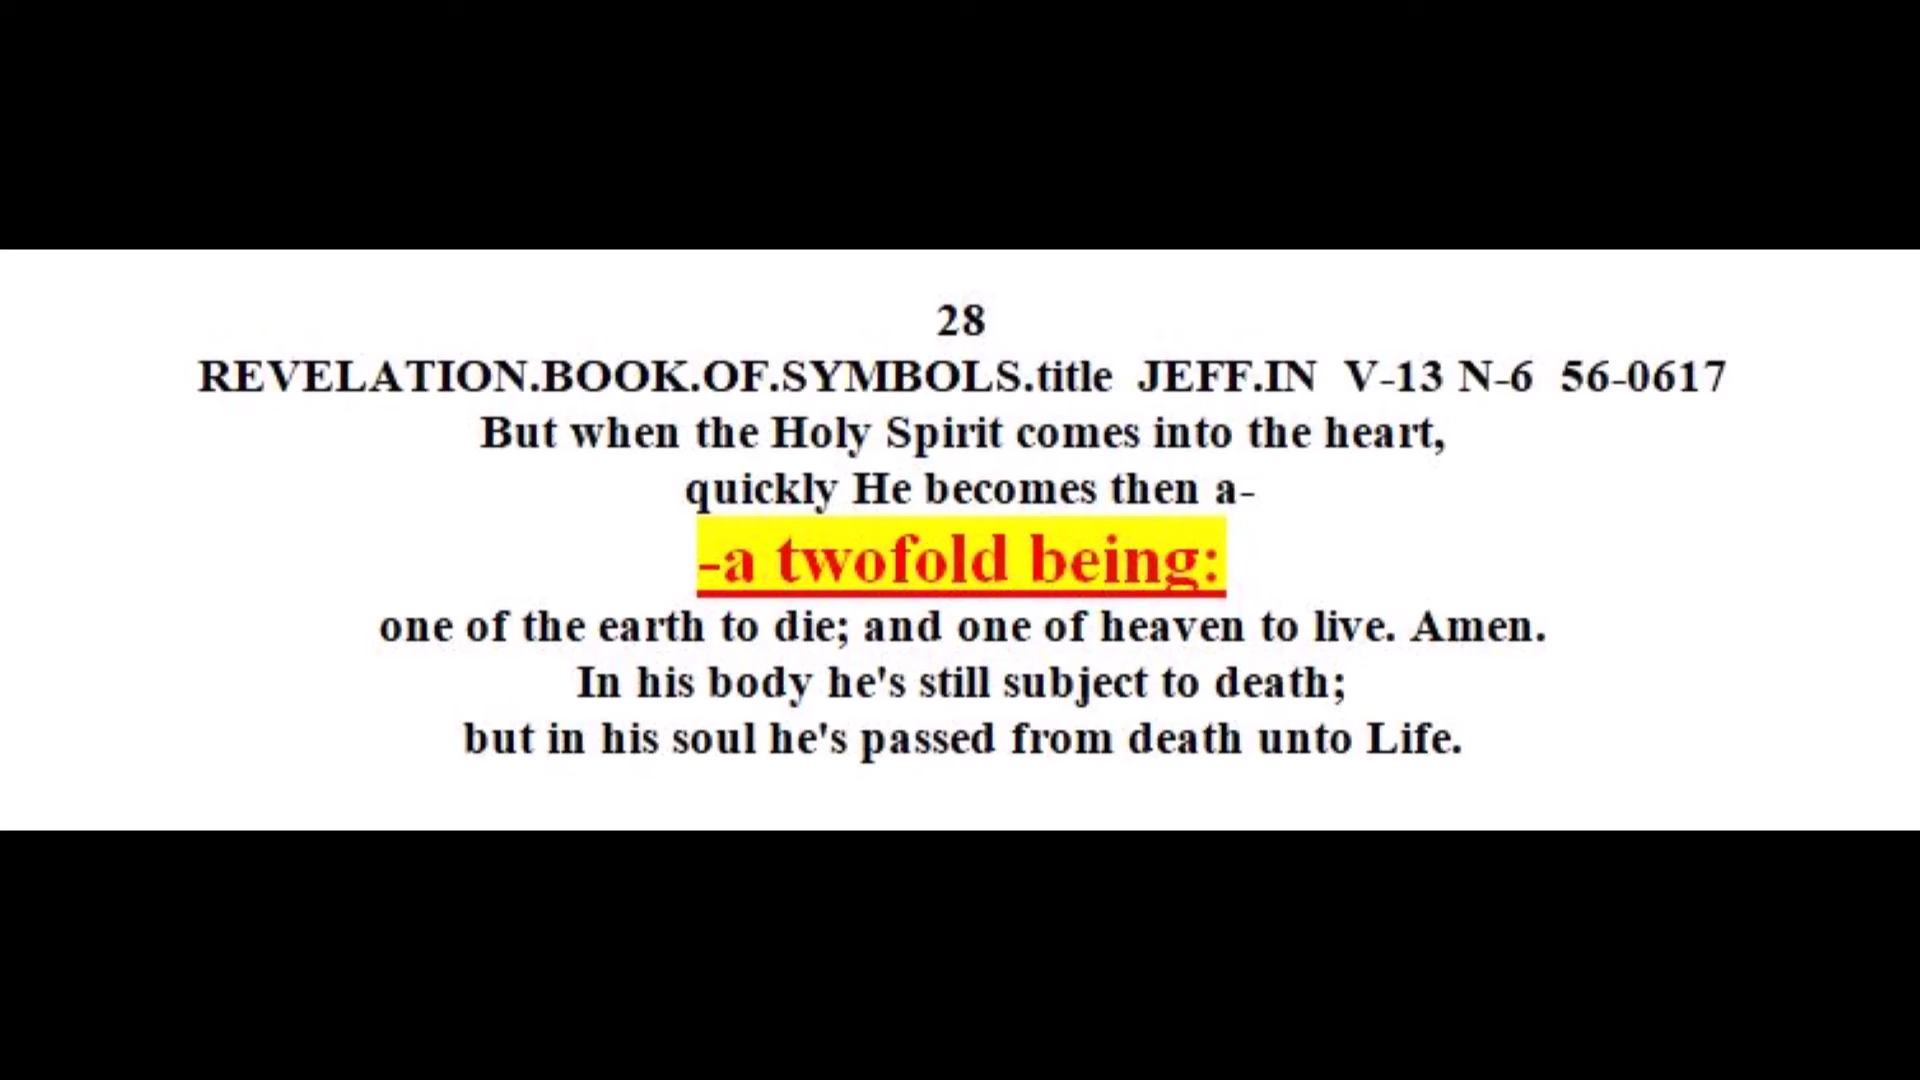 28
REVELATION.BOOK.OF.SYMBOLS.title JEFF.IN V-13 N-6 56-0617
But when the Holy Spirit comes into the heart,
quickly He becomes then a-
-a twofold being:
one of the earth to die; and one of heaven to live. Amen.
In his body he's still subject to death;
but in his soul he's passed from death unto Life.